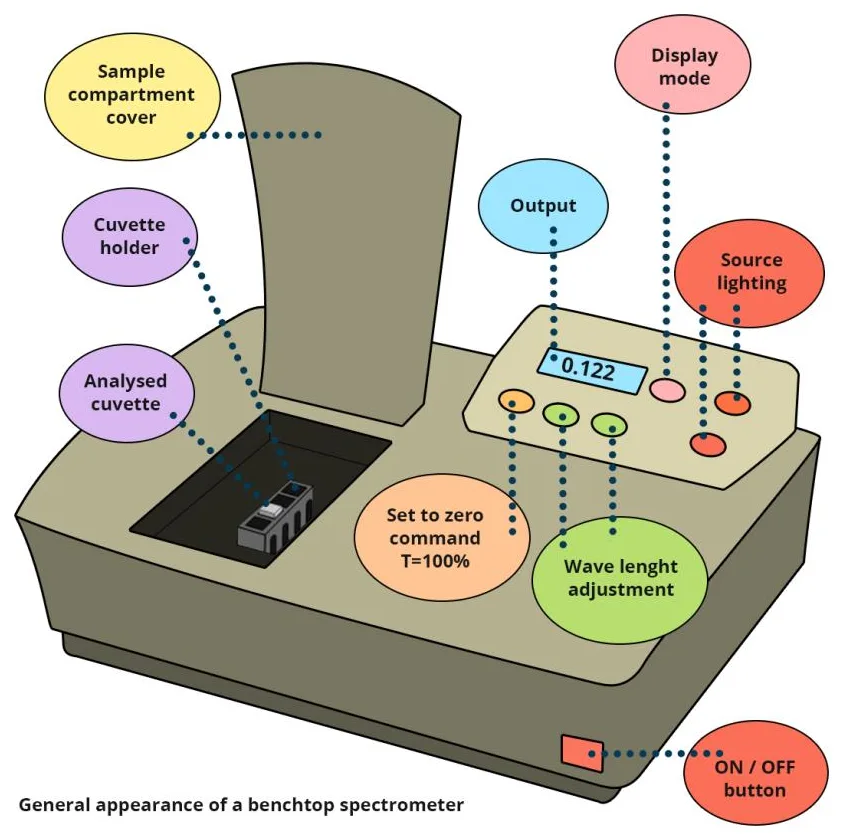 Display
mode
Sample
compartment
cover
Output
Cuvette
holder
Source
lighting
0.122
Analysed
cuvette
Set to zero
command
T=100%
Wave lenght
adjustment
ON / OFF
button
General appearance of a benchtop spectrometer